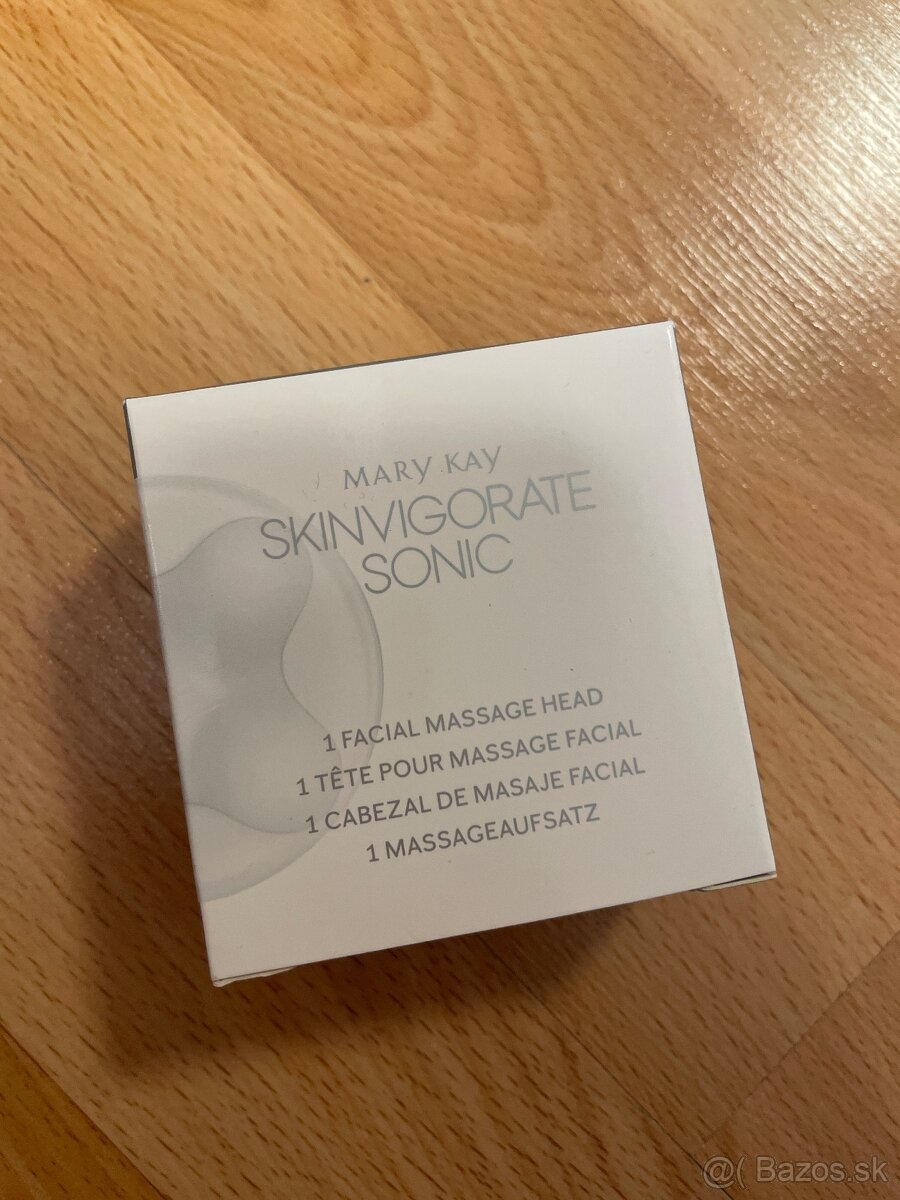 MARY KAY
SKINVIGORATE
SONIC
1 FACIAL MASSAGE HEAD
1 TÊTE POUR MASSAGE FACIAL
1 CABEZAL DE MASAJE FACIAL
1 MASSAGEAUFSATZ
@( Bazos.sk